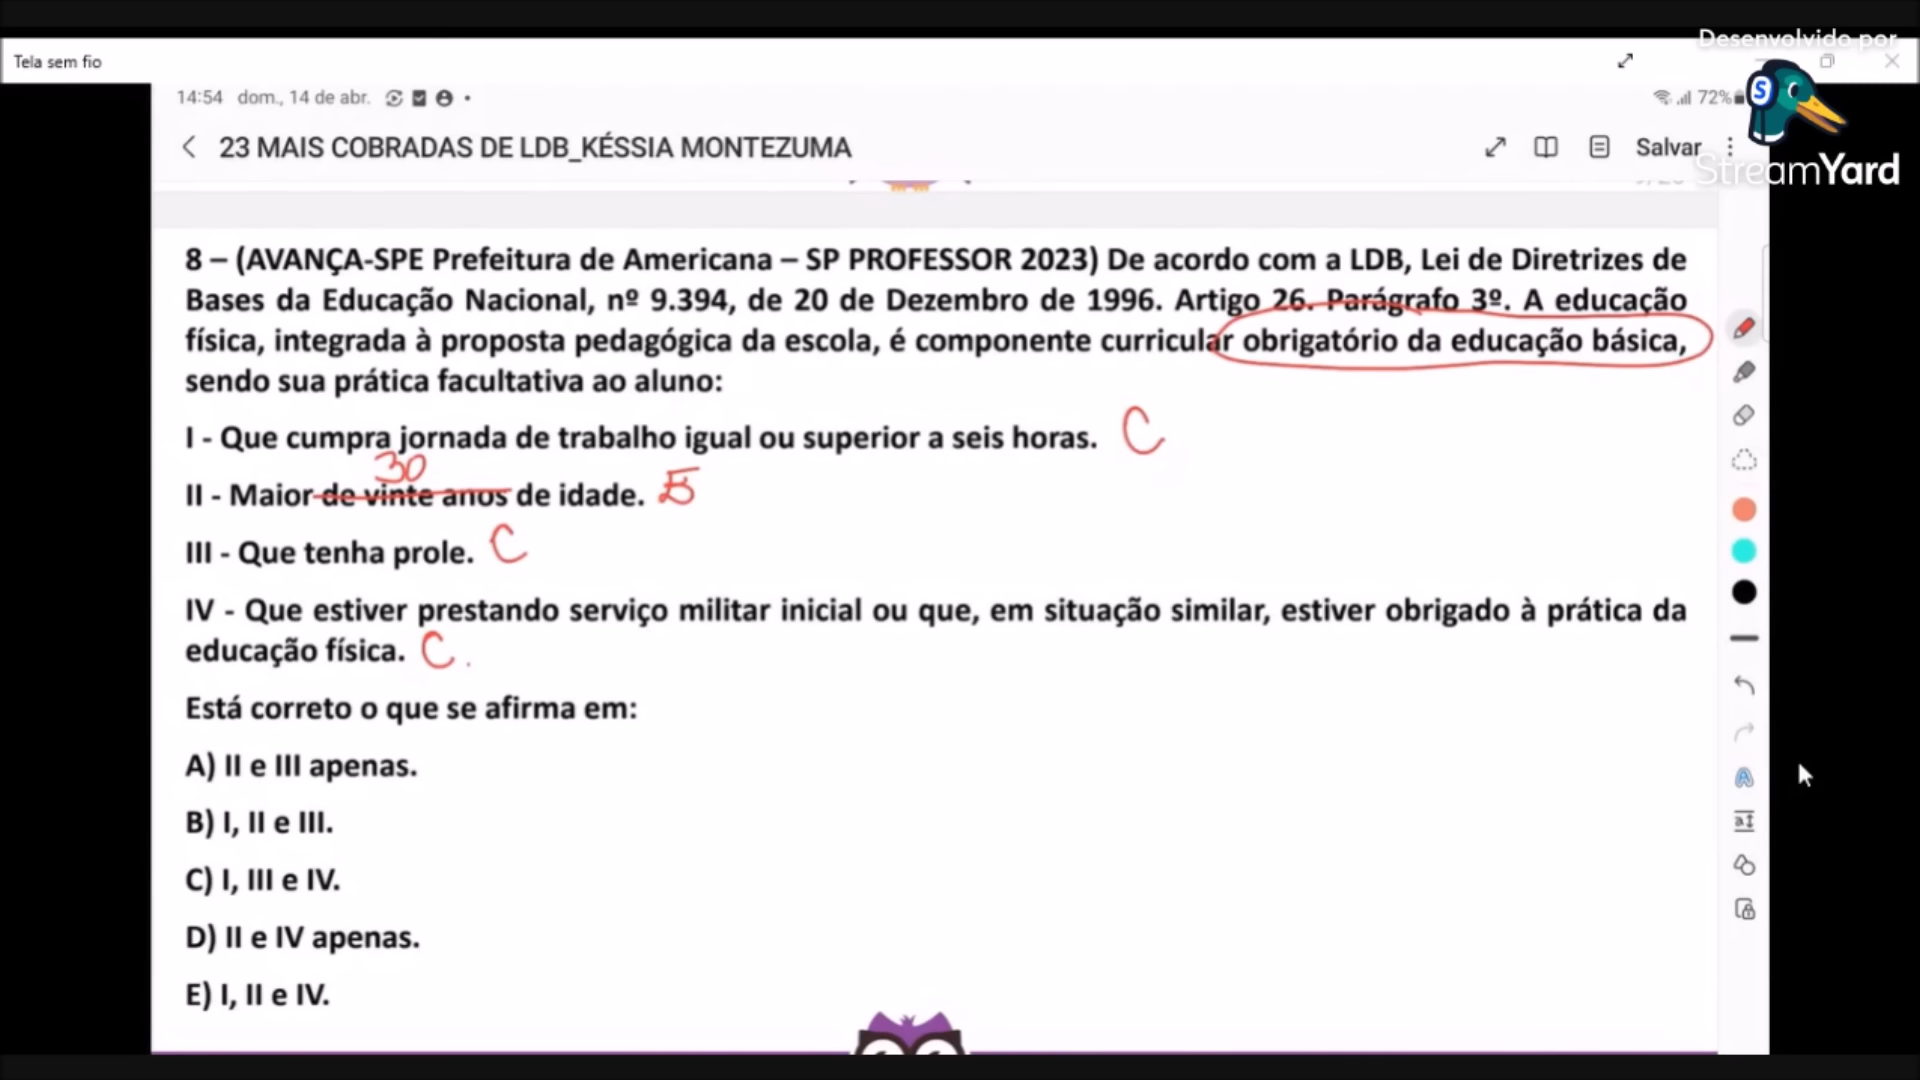 Desenvolvido por
Tela sem fio
StreamYard
14:54 dom., 14 de abr.
72%
23 MAIS COBRADAS DE LDB_KÉSSIA MONTEZUMA
Salvar
8 – (AVANÇA-SPE Prefeitura de Americana – SP PROFESSOR 2023) De acordo com a LDB, Lei de Diretrizes de
Bases da Educação Nacional, nº 9.394, de 20 de Dezembro de 1996. Artigo 26. Parágrafo 3º. A educação
física, integrada à proposta pedagógica da escola, é componente curricular obrigatório da educação básica,
sendo sua prática facultativa ao aluno:
I - Que cumpra jornada de trabalho igual ou superior a seis horas. C
30
II - Maior de vinte anos de idade. E
III - Que tenha prole. C
IV - Que estiver prestando serviço militar inicial ou que, em situação similar, estiver obrigado à prática da
educação física. C.
Está correto o que se afirma em:
A) II e III apenas.
B) I, II e III.
C) I, III e IV.
D) II e IV apenas.
E) I, II e IV.